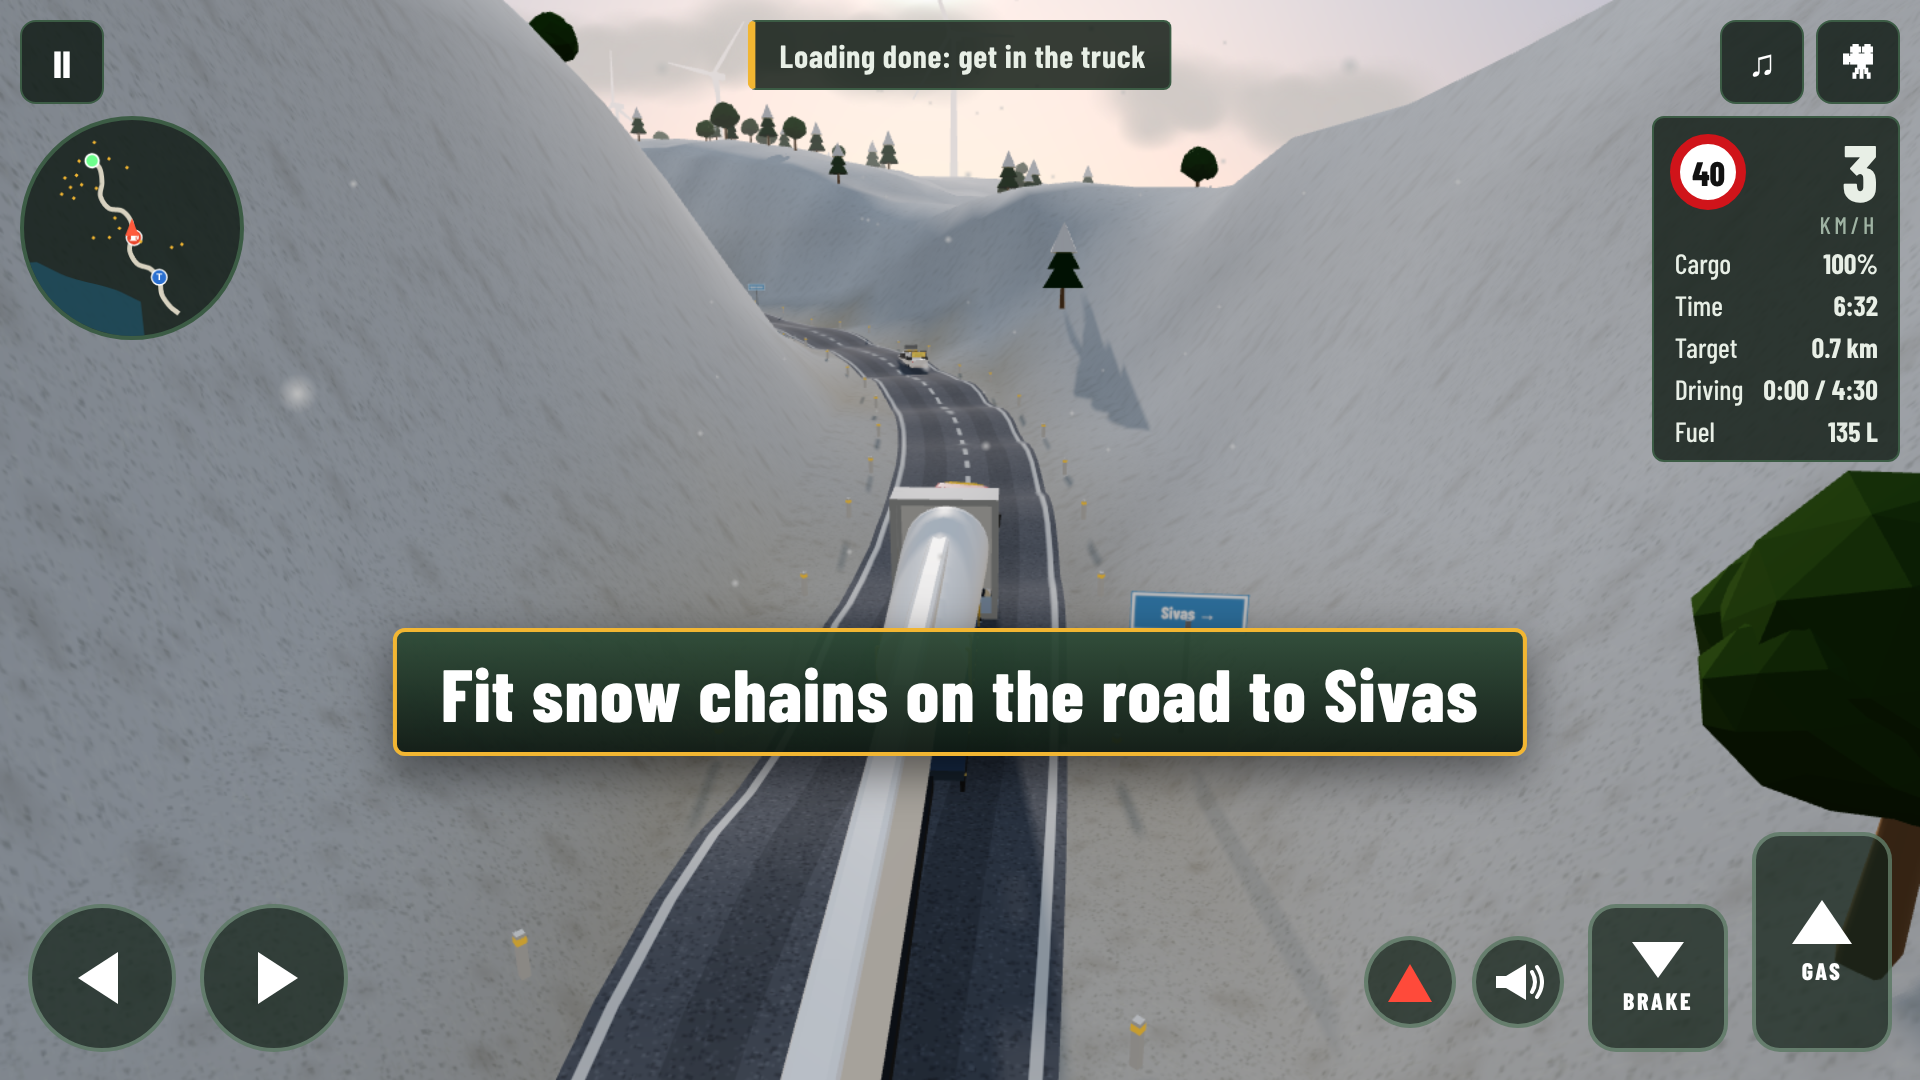 Loading done: get in the truck
40
3
KM/H
Cargo 100%
Time 6:32
Target 0.7 km
Driving 0:00 / 4:30
Fuel 135 L
T
Sivas →
Fit snow chains on the road to Sivas
BRAKE
GAS